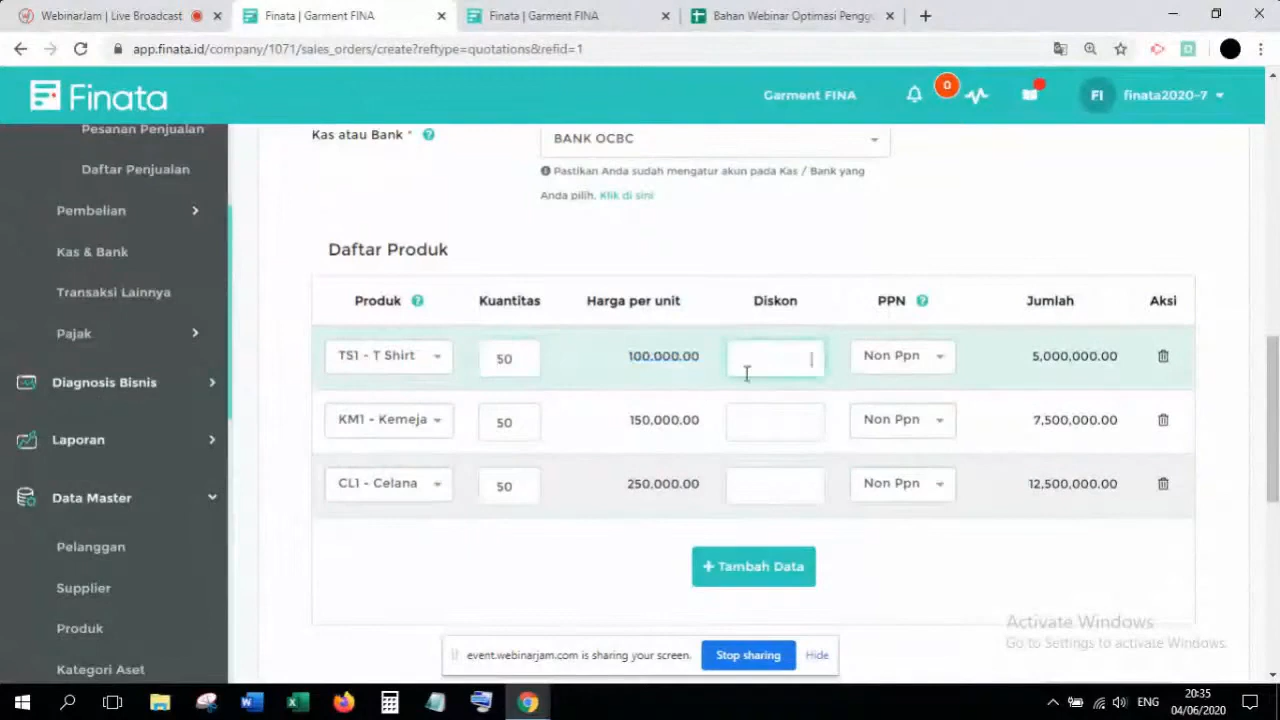 WebinarJam | Live Broadcast
Finata | Garment FINA
Finata | Garment FINA
Bahan Webinar Optimasi Pengg
app.finata.id/company/1071/sales_orders/create?reftype=quotations&refid=1
Finata
Garment FINA
0
FI
finata2020-7
Pesanan Penjualan
Daftar Penjualan
Pembelian
Kas & Bank
Transaksi Lainnya
Pajak
Diagnosis Bisnis
Laporan
Data Master
Pelanggan
Supplier
Produk
Kategori Aset
Kas atau Bank *
BANK OCBC
Pastikan Anda sudah mengatur akun pada Kas / Bank yang
Anda pilih. Klik di sini
Daftar Produk
Produk Kuantitas Harga per unit Diskon PPN Jumlah Aksi
TS1 - T Shirt 50 100.000.00 Non Ppn 5,000,000.00
KM1 - Kemeja 50 150,000.00 Non Ppn 7,500,000.00
CL1 - Celana 50 250,000.00 Non Ppn 12,500,000.00
+ Tambah Data
Activate Windows
Go to Settings to activate Windows.
event.webinarjam.com is sharing your screen.
Stop sharing
Hide
ENG
20:35
04/06/2020